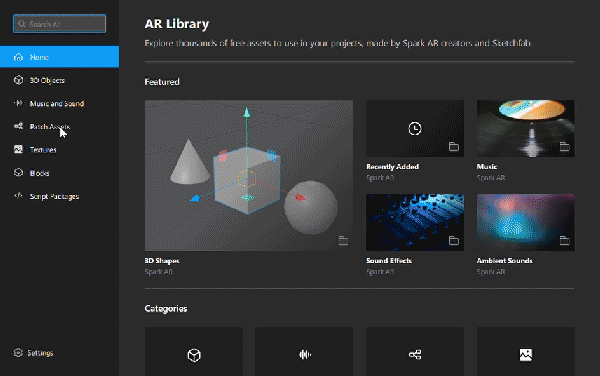 Search All
Home
3D Objects
Music and Sound
Patch Assets
Textures
Blocks
Script Packages
Settings
AR Library
Explore thousands of free assets to use in your projects, made by Spark AR creators and Sketchfab.
Featured
3D Shapes
Spark AR
Recently Added
Spark AR
Music
Spark AR
Sound Effects
Spark AR
Ambient Sounds
Spark AR
Categories